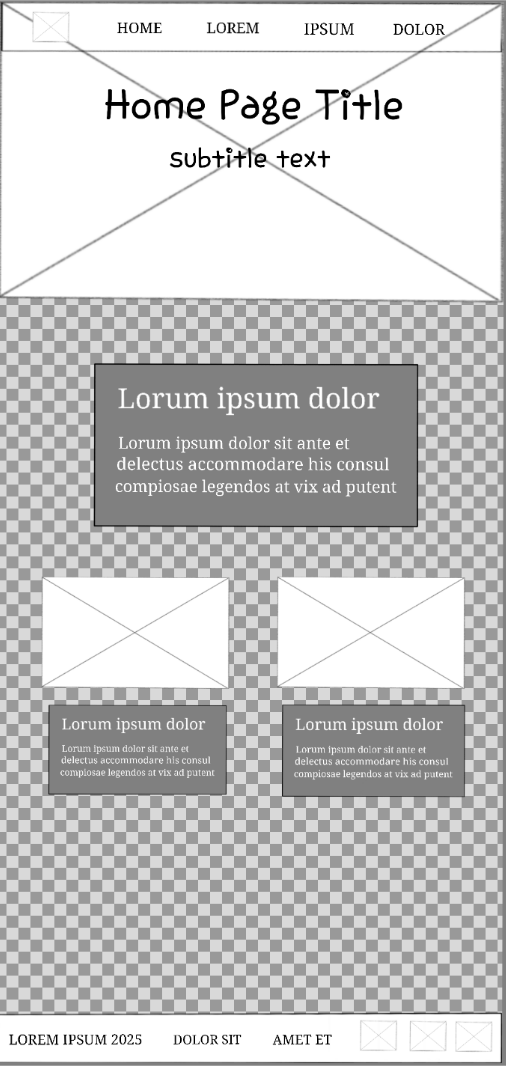 HOME LOREM IPSUM DOLOR
Home Page Title
subtitle text
Lorum ipsum dolor
Lorum ipsum dolor sit ante et
delectus accommodare his consul
compiosae legendos at vix ad putent
Lorum ipsum dolor
Lorum ipsum dolor sit ante et
delectus accommodare his consul
compiosae legendos at vix ad putent
Lorum ipsum dolor
Lorum ipsum dolor sit ante et
delectus accommodare his consul
compiosae legendos at vix ad putent
LOREM IPSUM 2025 DOLOR SIT AMET ET